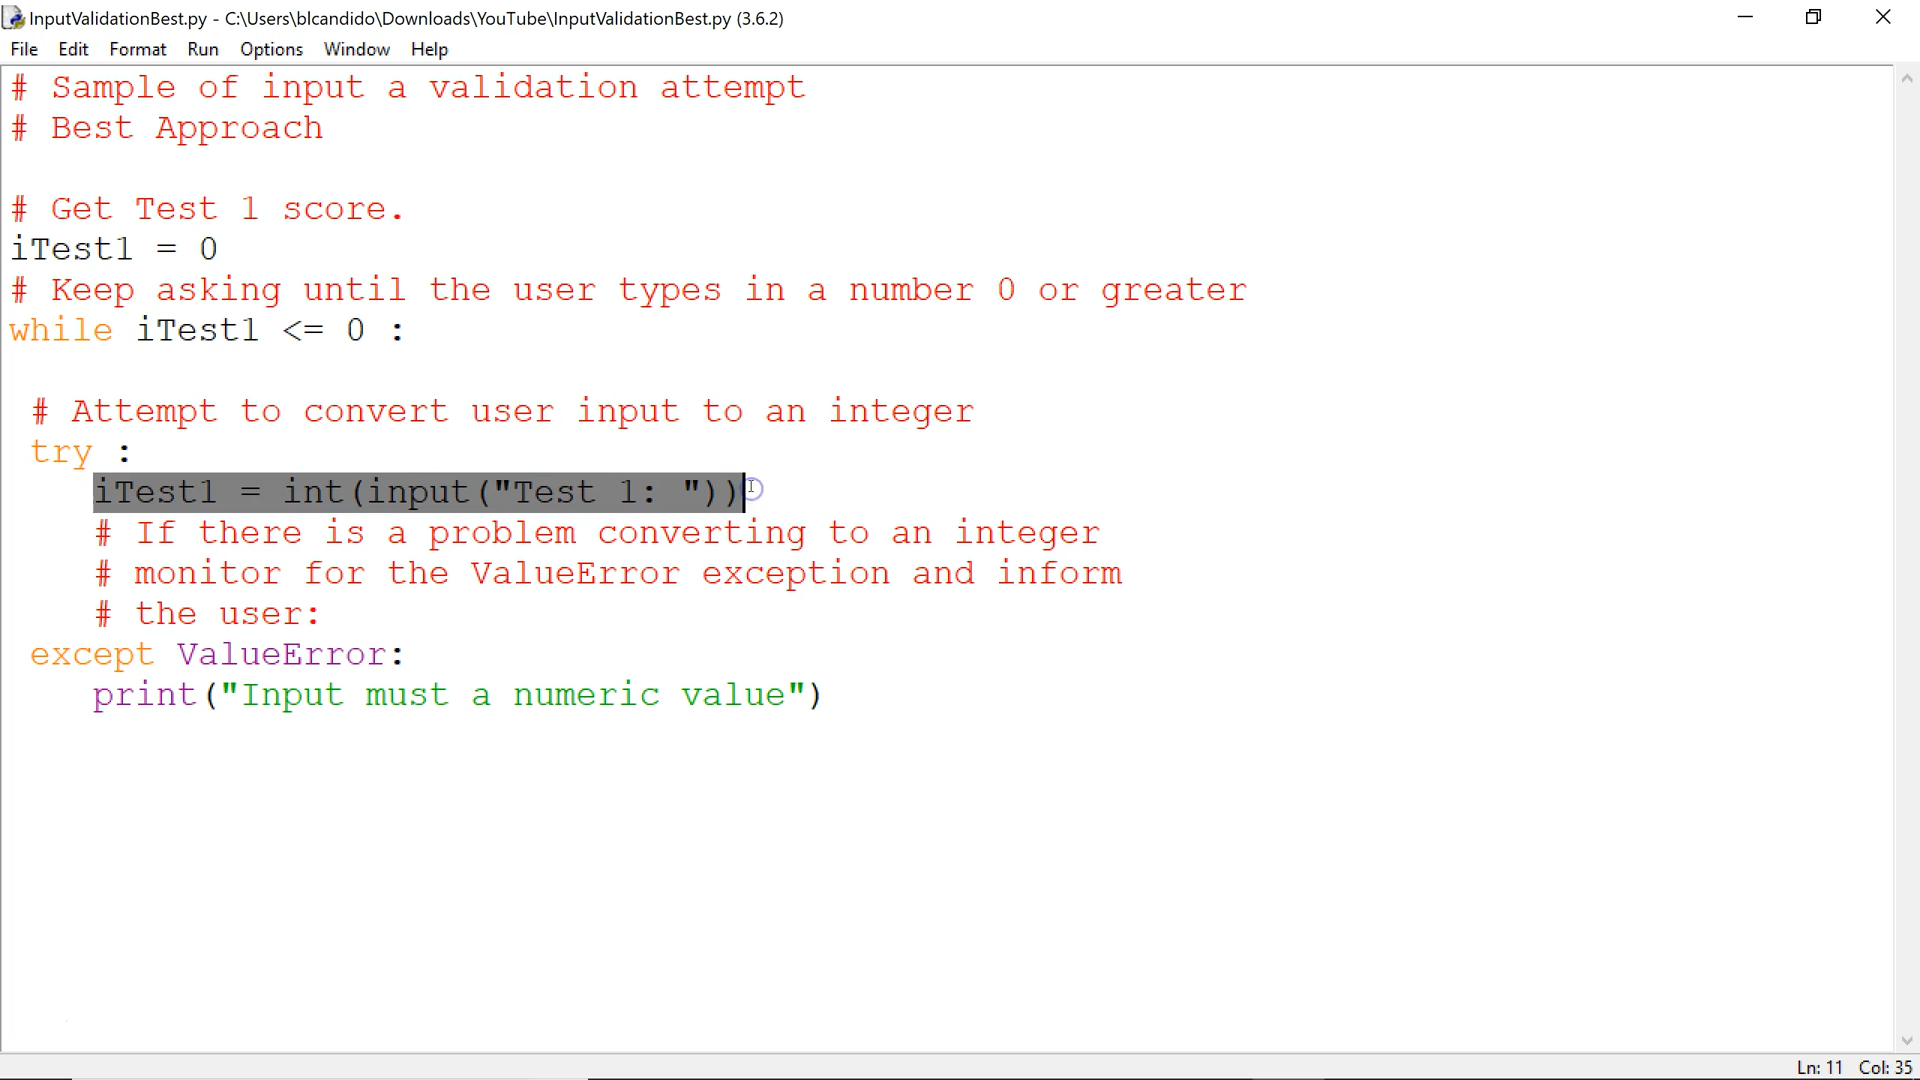 InputValidationBest.py - C:\Users\blcandido\Downloads\YouTube\InputValidationBest.py (3.6.2)
File Edit Format Run Options Window Help
# Sample of input a validation attempt
# Best Approach
# Get Test 1 score.
iTest1 = 0
# Keep asking until the user types in a number 0 or greater
while iTest1 <= 0 :
# Attempt to convert user input to an integer
try :
iTest1 = int(input("Test 1: "))
# If there is a problem converting to an integer
# monitor for the ValueError exception and inform
# the user:
except ValueError:
print("Input must a numeric value")
Ln: 11 Col: 35